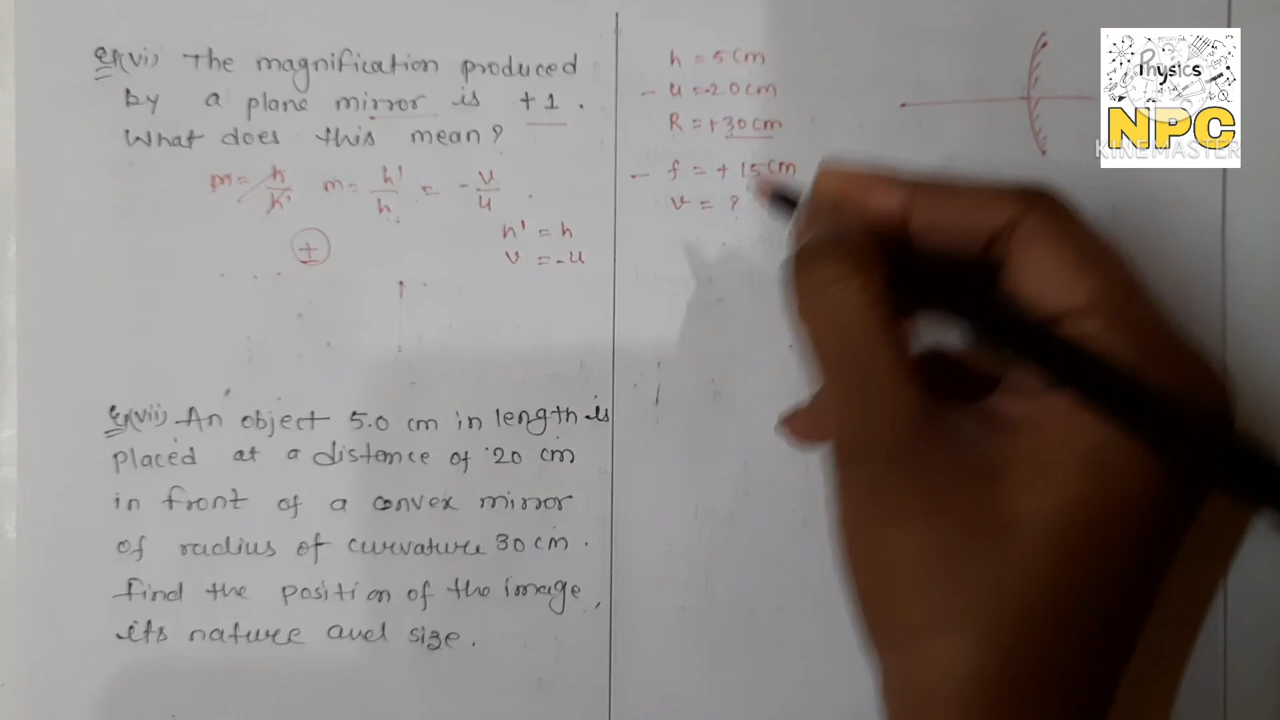 Ex(vi) The magnification produced
by a plane mirror is +1.
What does this mean?
m = h/h' m = h'/h = -v/u
+
h' = h
v = -u
Ex(vii) An object 5.0 cm in length is
placed at a distance of 20 cm
in front of a convex mirror
of radius of curvature 30 cm.
find the position of the image,
its nature and size.
h = 5 cm
- u = -20 cm
R = +30 cm
- f = + 15 cm
v = ?
Physics
NPC
KINEMASTER